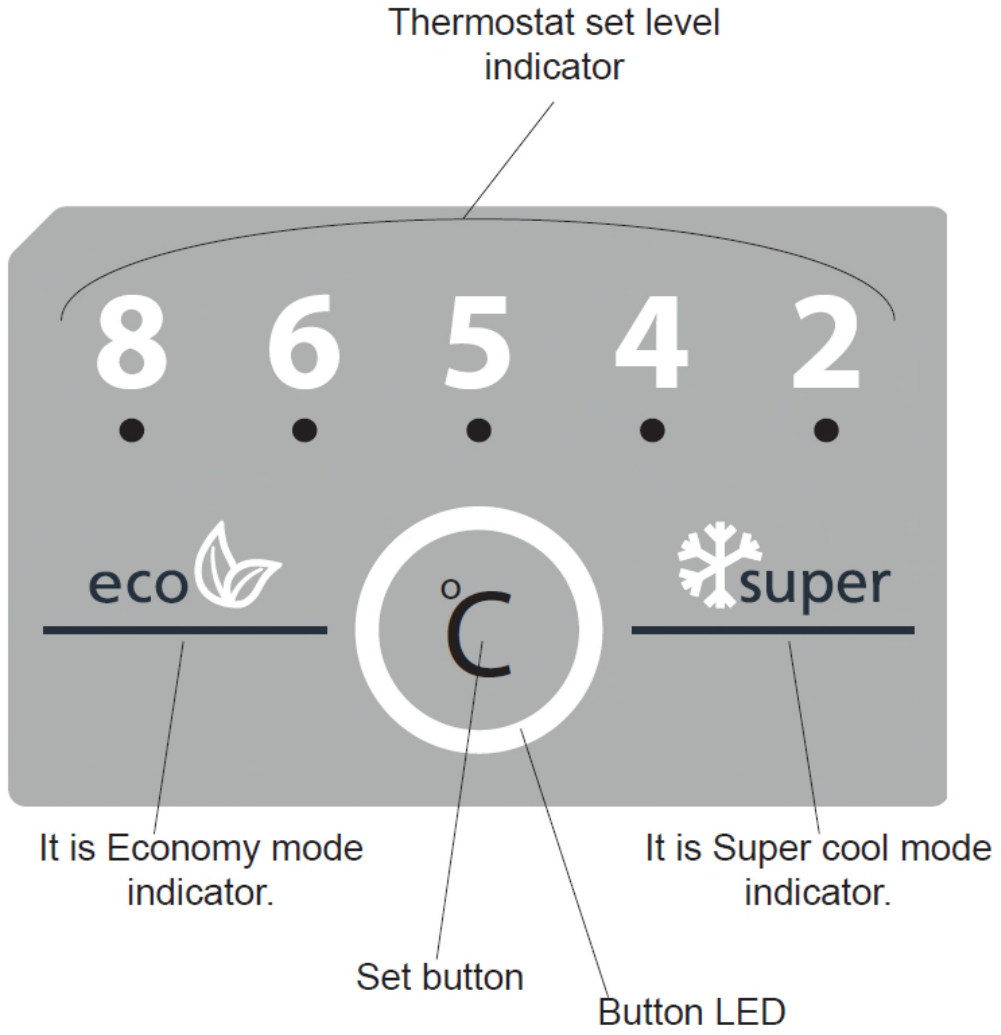 Thermostat set level
indicator
8 6 5 4 2
eco
°C
super
It is Economy mode
indicator.
It is Super cool mode
indicator.
Set button
Button LED